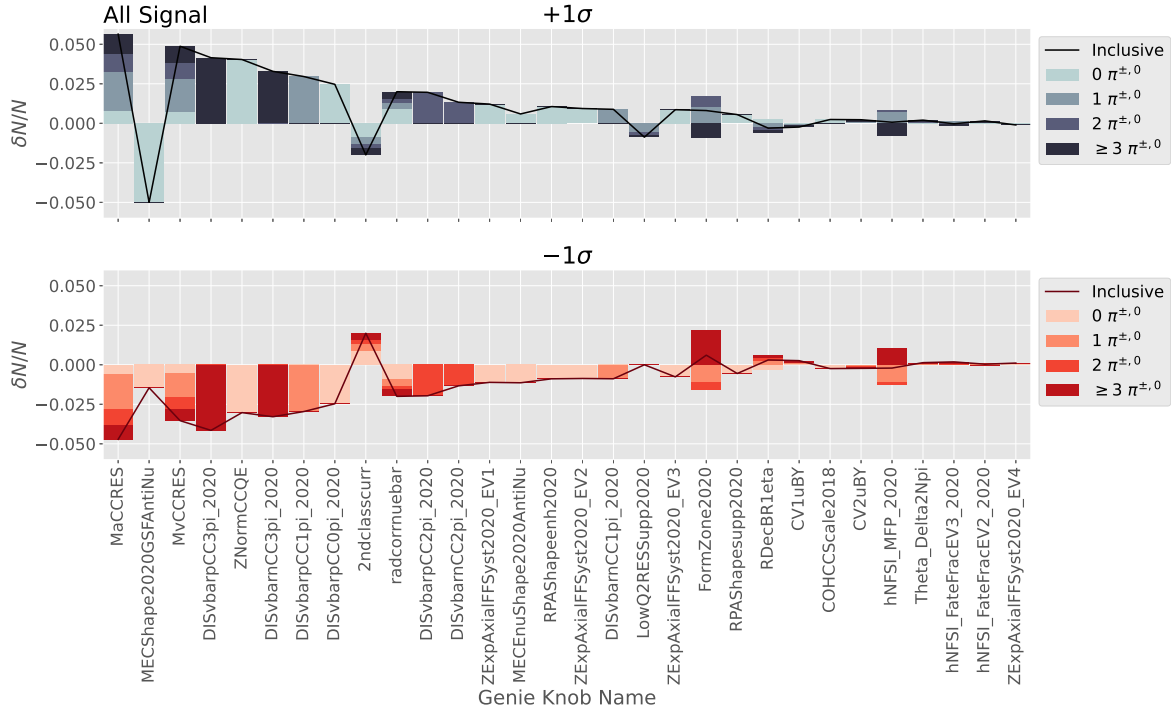 All Signal
+1σ
0.050
0.025
0.000
−0.025
−0.050
δN/N
Inclusive
0 π±,0
1 π±,0
2 π±,0
≥ 3 π±,0
−1σ
0.050
0.025
0.000
−0.025
−0.050
δN/N
Inclusive
0 π±,0
1 π±,0
2 π±,0
≥ 3 π±,0
MaCCRES
MECShape2020GSFAntiNu
MvCCRES
DISvbarpCC3pi_2020
ZNormCCQE
DISvbarnCC3pi_2020
DISvbarpCC1pi_2020
DISvbarpCC0pi_2020
2ndclasscurr
radcorrnuebar
DISvbarpCC2pi_2020
DISvbarnCC2pi_2020
ZExpAxialFFSyst2020_EV1
MECEnuShape2020AntiNu
RPAShapeenh2020
ZExpAxialFFSyst2020_EV2
DISvbarnCC1pi_2020
LowQ2RESSupp2020
ZExpAxialFFSyst2020_EV3
FormZone2020
RPAShapesupp2020
RDecBR1eta
CV1uBY
COHCCScale2018
CV2uBY
hNFSI_MFP_2020
Theta_Delta2Npi
hNFSI_FateFracEV3_2020
hNFSI_FateFracEV2_2020
ZExpAxialFFSyst2020_EV4
Genie Knob Name